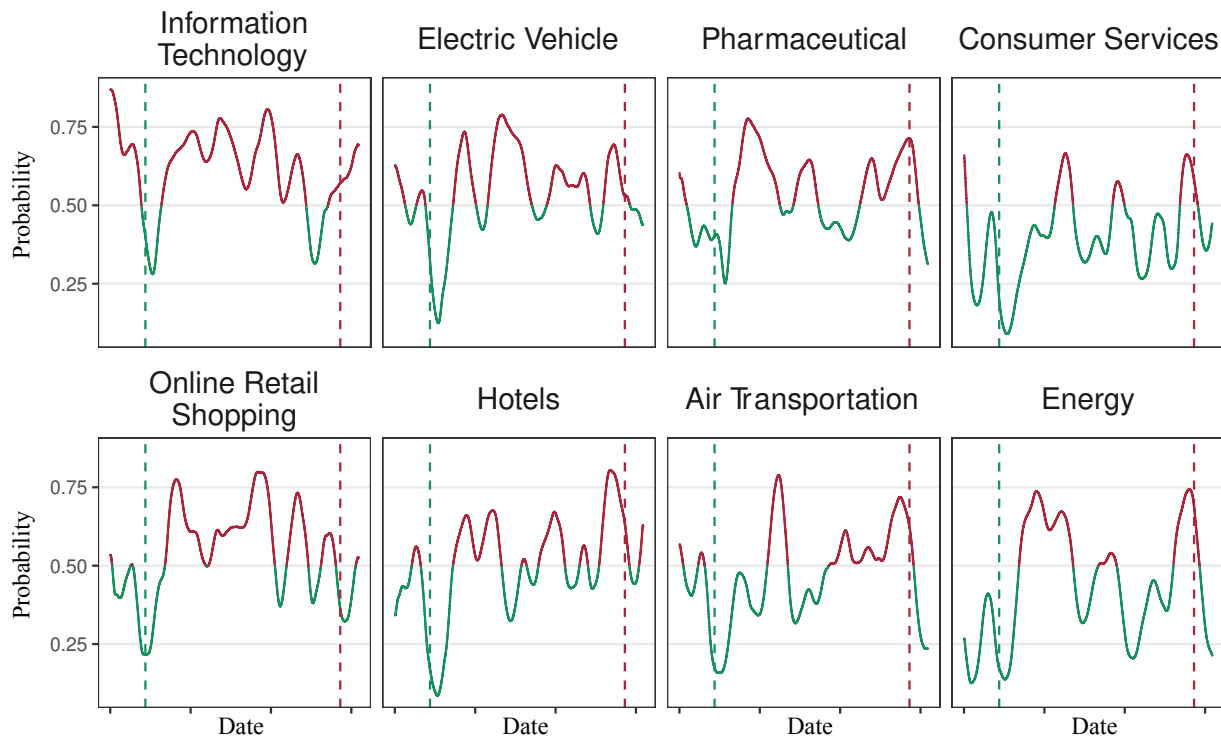 Information
Technology
Electric Vehicle
Pharmaceutical
Consumer Services
Probability
0.75
0.50
0.25
Online Retail
Shopping
Hotels
Air Transportation
Energy
Probability
0.75
0.50
0.25
Date
Date
Date
Date